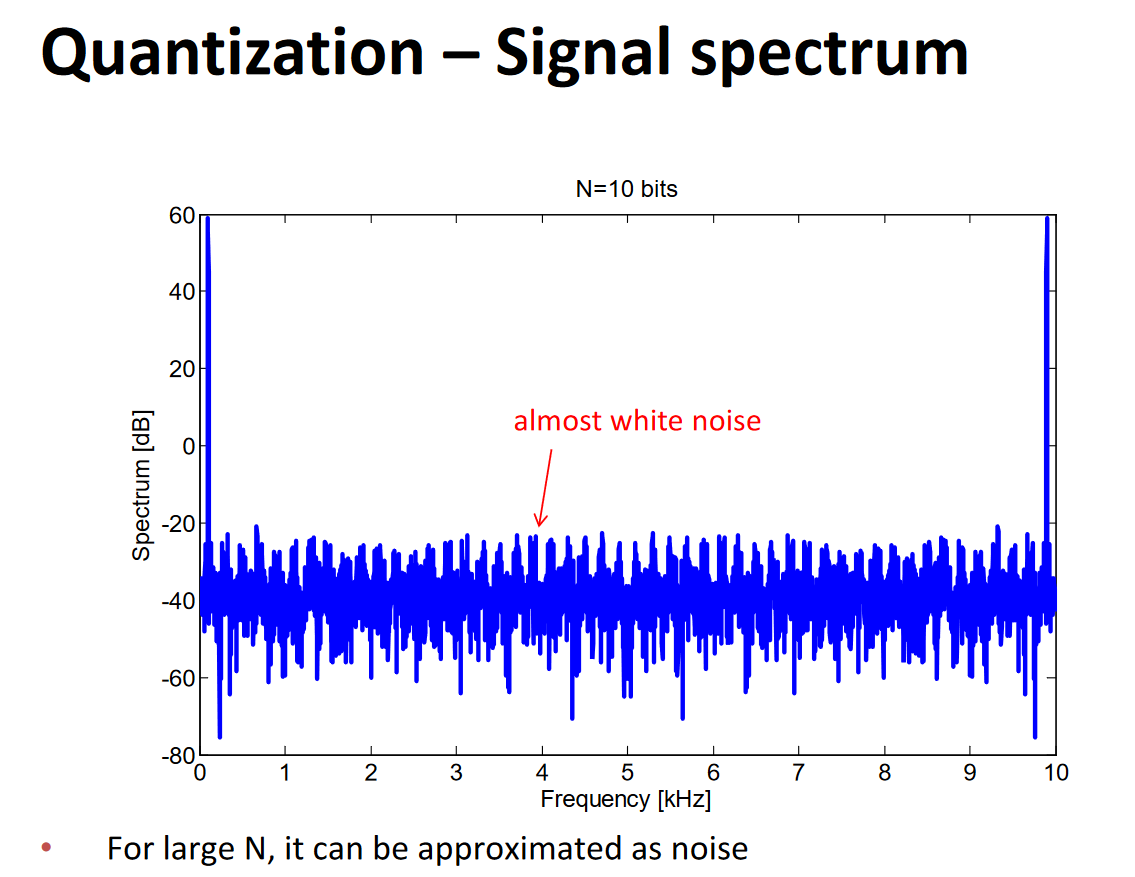 Quantization – Signal spectrum
N=10 bits
60
40
20
0
-20
-40
-60
-80
Spectrum [dB]
almost white noise
0 1 2 3 4 5 6 7 8 9 10
Frequency [kHz]
• For large N, it can be approximated as noise